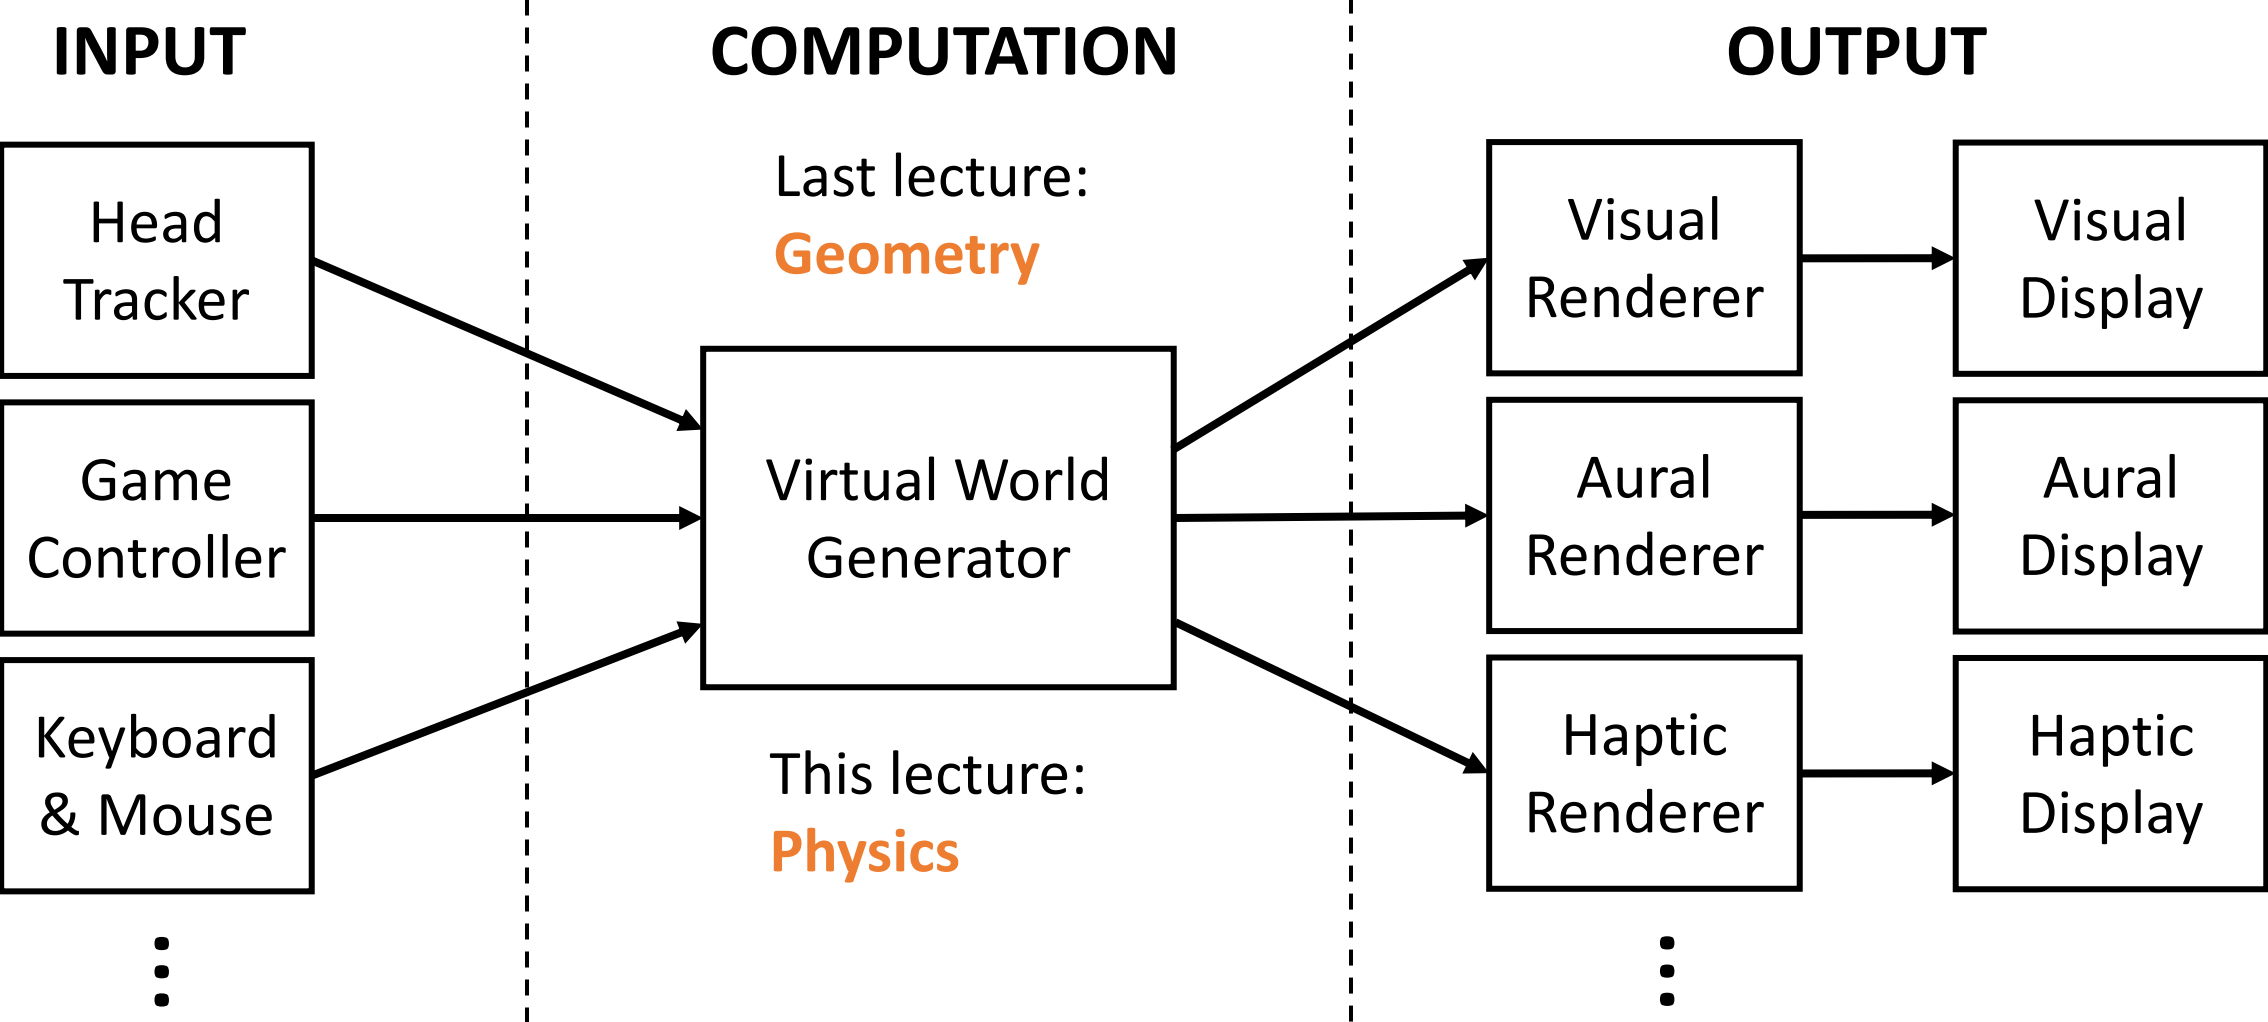 INPUT
COMPUTATION
OUTPUT
Head
Tracker
Game
Controller
Keyboard
& Mouse
Last lecture:
Geometry
Virtual World
Generator
This lecture:
Physics
Visual
Renderer
Visual
Display
Aural
Renderer
Aural
Display
Haptic
Renderer
Haptic
Display